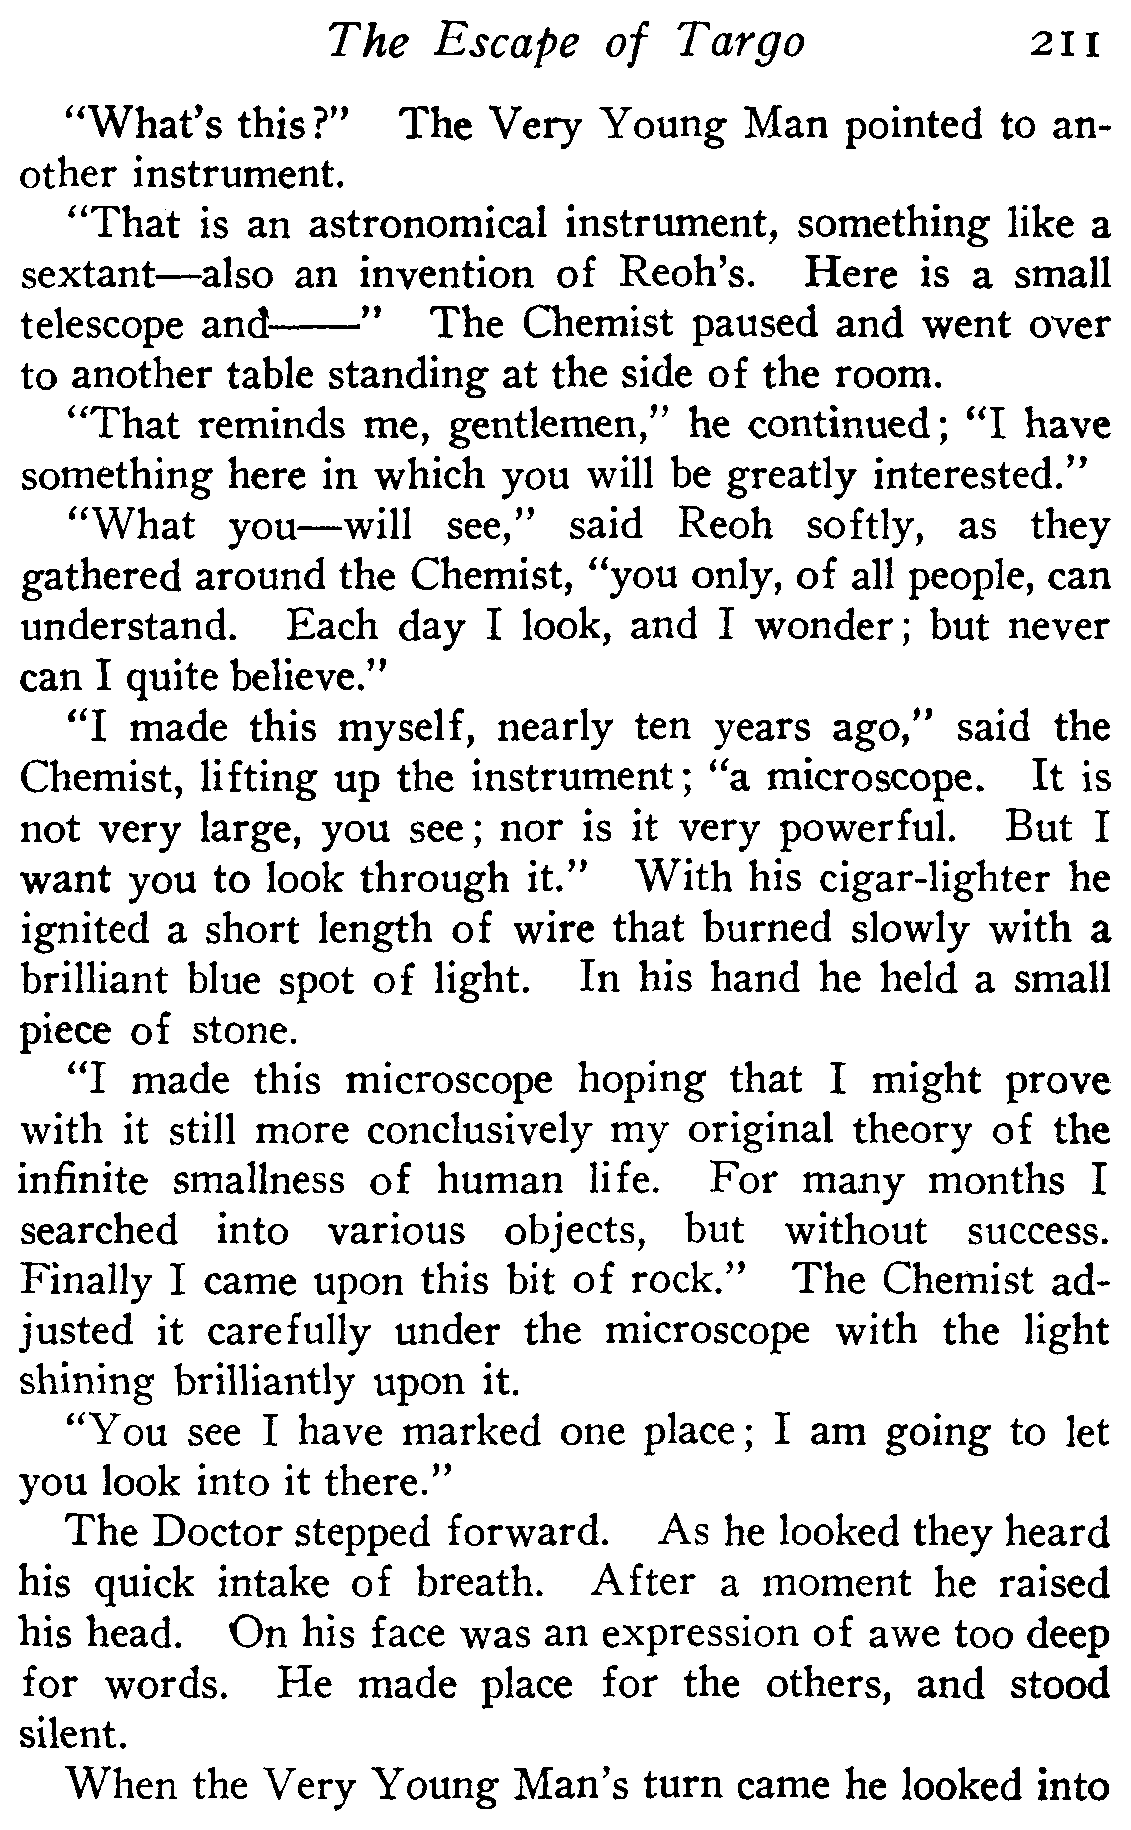 The Escape of Targo 211
"What's this?" The Very Young Man pointed to an-
other instrument.
"That is an astronomical instrument, something like a
sextant—also an invention of Reoh's. Here is a small
telescope and——" The Chemist paused and went over
to another table standing at the side of the room.
"That reminds me, gentlemen," he continued; "I have
something here in which you will be greatly interested."
"What you—will see," said Reoh softly, as they
gathered around the Chemist, "you only, of all people, can
understand. Each day I look, and I wonder; but never
can I quite believe."
"I made this myself, nearly ten years ago," said the
Chemist, lifting up the instrument; "a microscope. It is
not very large, you see; nor is it very powerful. But I
want you to look through it." With his cigar-lighter he
ignited a short length of wire that burned slowly with a
brilliant blue spot of light. In his hand he held a small
piece of stone.
"I made this microscope hoping that I might prove
with it still more conclusively my original theory of the
infinite smallness of human life. For many months I
searched into various objects, but without success.
Finally I came upon this bit of rock." The Chemist ad-
justed it carefully under the microscope with the light
shining brilliantly upon it.
"You see I have marked one place; I am going to let
you look into it there."
The Doctor stepped forward. As he looked they heard
his quick intake of breath. After a moment he raised
his head. On his face was an expression of awe too deep
for words. He made place for the others, and stood
silent.
When the Very Young Man's turn came he looked into